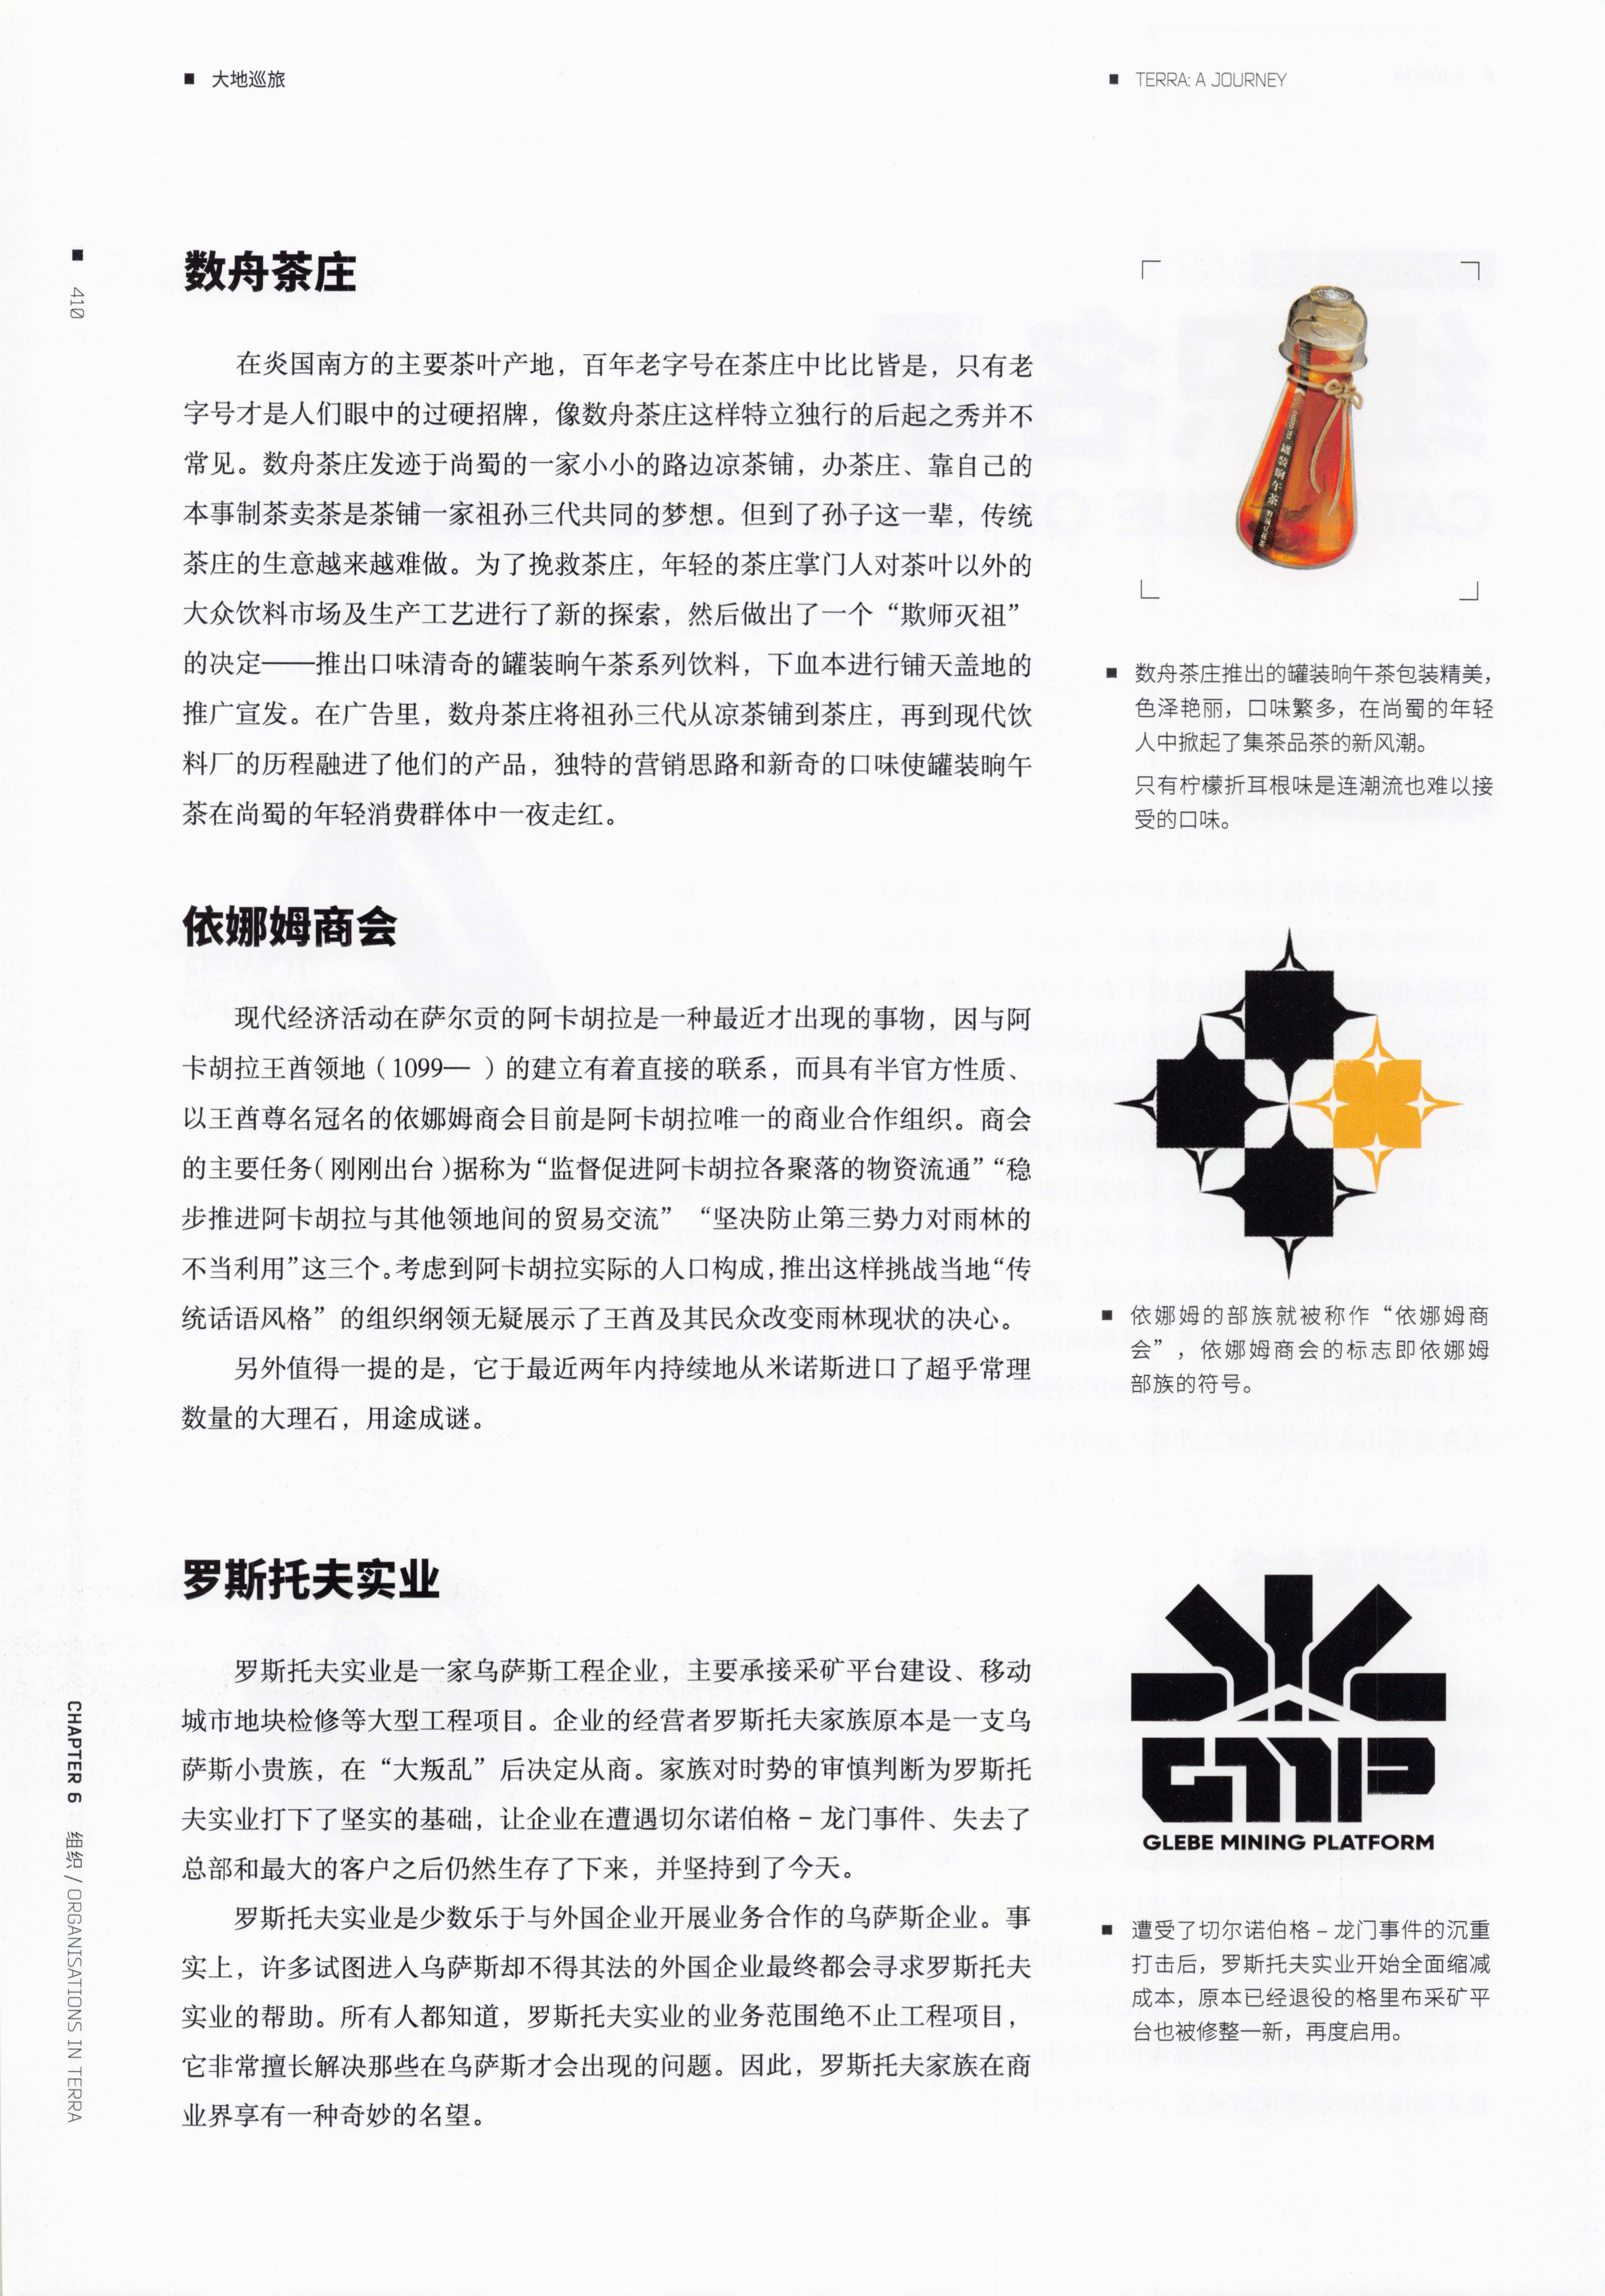 大地巡旅
TERRA: A JOURNEY
410
数舟茶庄
在炎国南方的主要茶叶产地，百年老字号在茶庄中比比皆是，只有老
字号才是人们眼中的过硬招牌，像数舟茶庄这样特立独行的后起之秀并不
常见。数舟茶庄发迹于尚蜀的一家小小的路边凉茶铺，办茶庄、靠自己的
本事制茶卖茶是茶铺一家祖孙三代共同的梦想。但到了孙子这一辈，传统
茶庄的生意越来越难做。为了挽救茶庄，年轻的茶庄掌门人对茶叶以外的
大众饮料市场及生产工艺进行了新的探索，然后做出了一个“欺师灭祖”
的决定——推出口味清奇的罐装晌午茶系列饮料，下血本进行铺天盖地的
推广宣发。在广告里，数舟茶庄将祖孙三代从凉茶铺到茶庄，再到现代饮
料厂的历程融进了他们的产品，独特的营销思路和新奇的口味使罐装晌午
茶在尚蜀的年轻消费群体中一夜走红。
罐装晌午茶
数舟茶庄推出的罐装晌午茶包装精美，
色泽艳丽，口味繁多，在尚蜀的年轻
人中掀起了集茶品茶的新风潮。
只有柠檬折耳根味是连潮流也难以接
受的口味。
依娜姆商会
现代经济活动在萨尔贡的阿卡胡拉是一种最近才出现的事物，因与阿
卡胡拉王酋领地（1099— ）的建立有着直接的联系，而具有半官方性质、
以王酋尊名冠名的依娜姆商会目前是阿卡胡拉唯一的商业合作组织。商会
的主要任务（刚刚出台）据称为“监督促进阿卡胡拉各聚落的物资流通”“稳
步推进阿卡胡拉与其他领地间的贸易交流”“坚决防止第三势力对雨林的
不当利用”这三个。考虑到阿卡胡拉实际的人口构成，推出这样挑战当地“传
统话语风格”的组织纲领无疑展示了王酋及其民众改变雨林现状的决心。
另外值得一提的是，它于最近两年内持续地从米诺斯进口了超乎常理
数量的大理石，用途成谜。
依娜姆的部族就被称作“依娜姆商
会”，依娜姆商会的标志即依娜姆
部族的符号。
罗斯托夫实业
罗斯托夫实业是一家乌萨斯工程企业，主要承接采矿平台建设、移动
城市地块检修等大型工程项目。企业的经营者罗斯托夫家族原本是一支乌
萨斯小贵族，在“大叛乱”后决定从商。家族对时势的审慎判断为罗斯托
夫实业打下了坚实的基础，让企业在遭遇切尔诺伯格－龙门事件、失去了
总部和最大的客户之后仍然生存了下来，并坚持到了今天。
罗斯托夫实业是少数乐于与外国企业开展业务合作的乌萨斯企业。事
实上，许多试图进入乌萨斯却不得其法的外国企业最终都会寻求罗斯托夫
实业的帮助。所有人都知道，罗斯托夫实业的业务范围绝不止工程项目，
它非常擅长解决那些在乌萨斯才会出现的问题。因此，罗斯托夫家族在商
业界享有一种奇妙的名望。
GMP
GLEBE MINING PLATFORM
遭受了切尔诺伯格－龙门事件的沉重
打击后，罗斯托夫实业开始全面缩减
成本，原本已经退役的格里布采矿平
台也被修整一新，再度启用。
CHAPTER 6 组织 / ORGANISATIONS IN TERRA